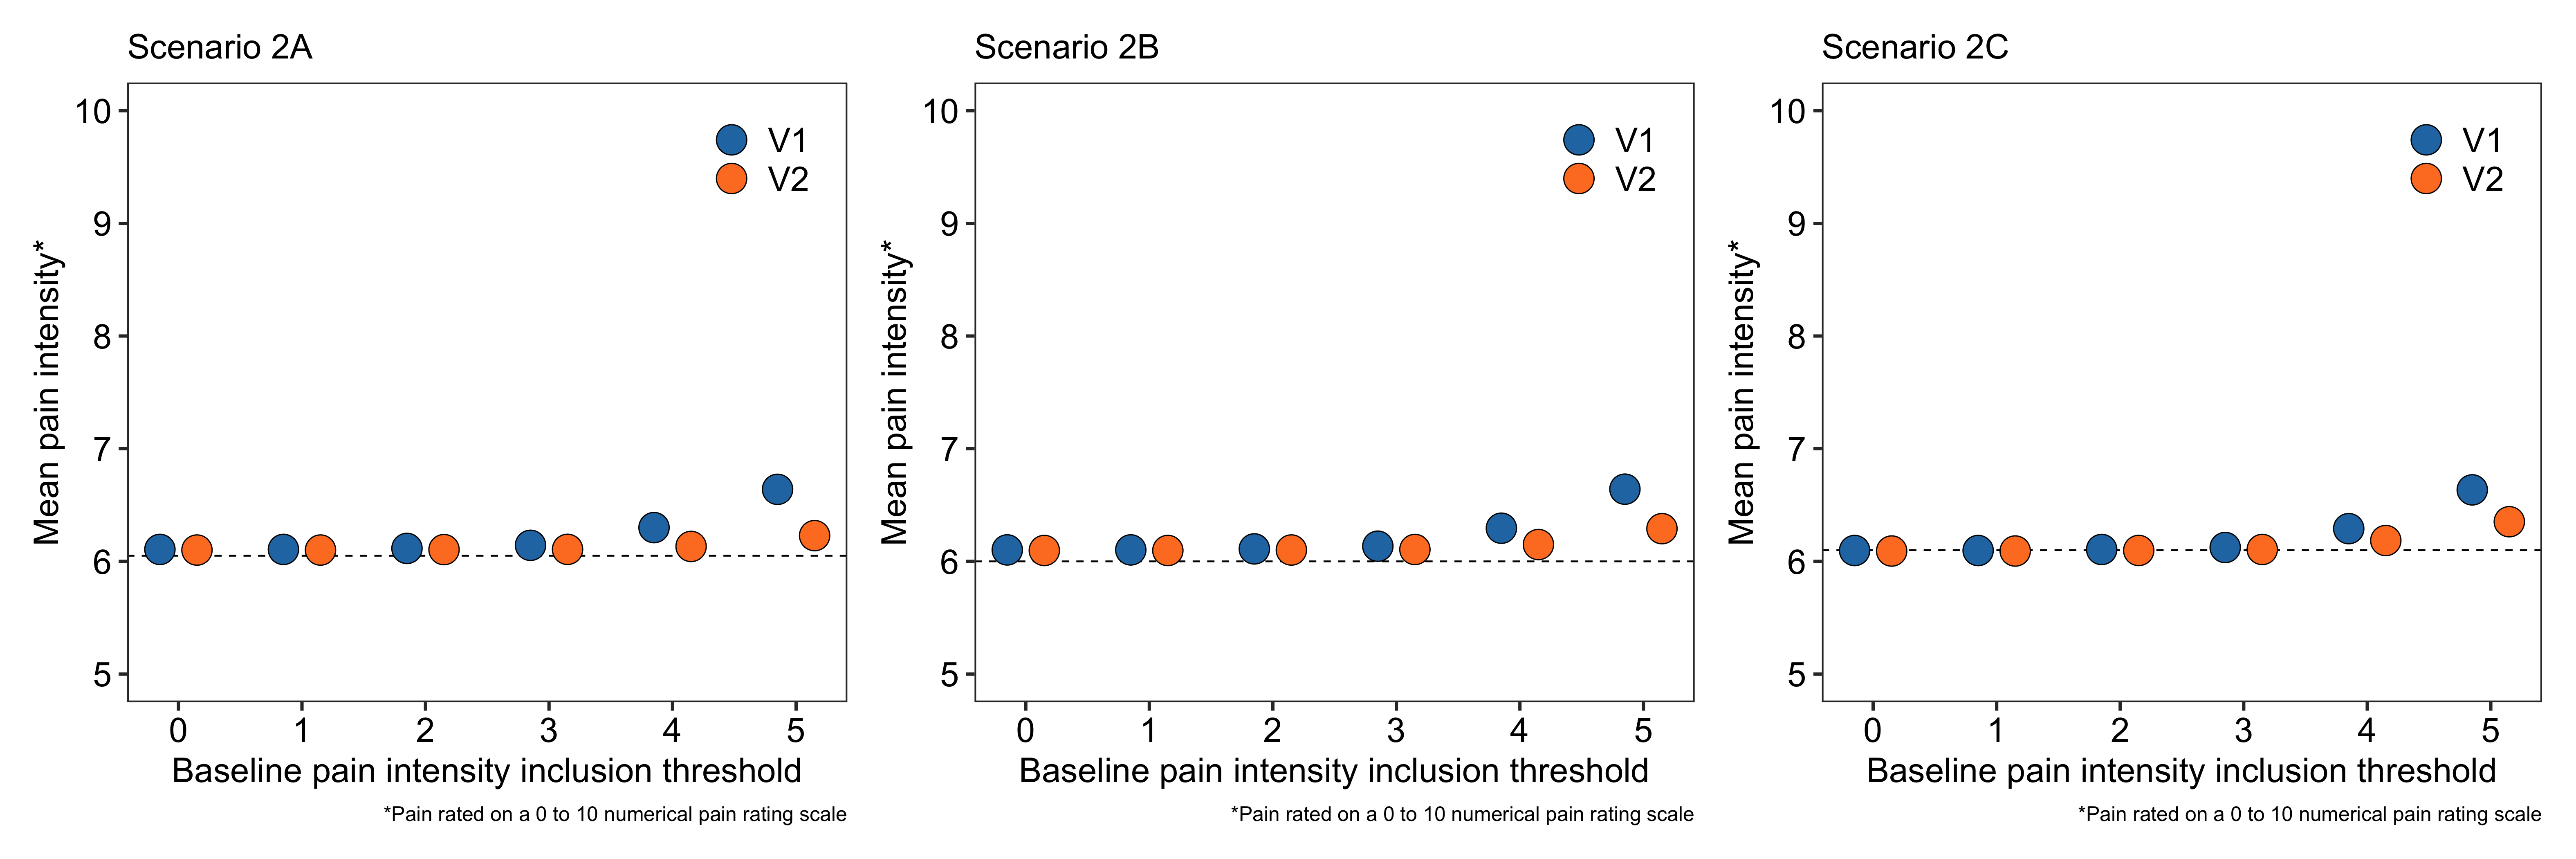 Scenario 2A
10
9
8
7
6
5
Mean pain intensity*
V1
V2
0 1 2 3 4 5
Baseline pain intensity inclusion threshold
*Pain rated on a 0 to 10 numerical pain rating scale
Scenario 2B
10
9
8
7
6
5
Mean pain intensity*
V1
V2
0 1 2 3 4 5
Baseline pain intensity inclusion threshold
*Pain rated on a 0 to 10 numerical pain rating scale
Scenario 2C
10
9
8
7
6
5
Mean pain intensity*
V1
V2
0 1 2 3 4 5
Baseline pain intensity inclusion threshold
*Pain rated on a 0 to 10 numerical pain rating scale